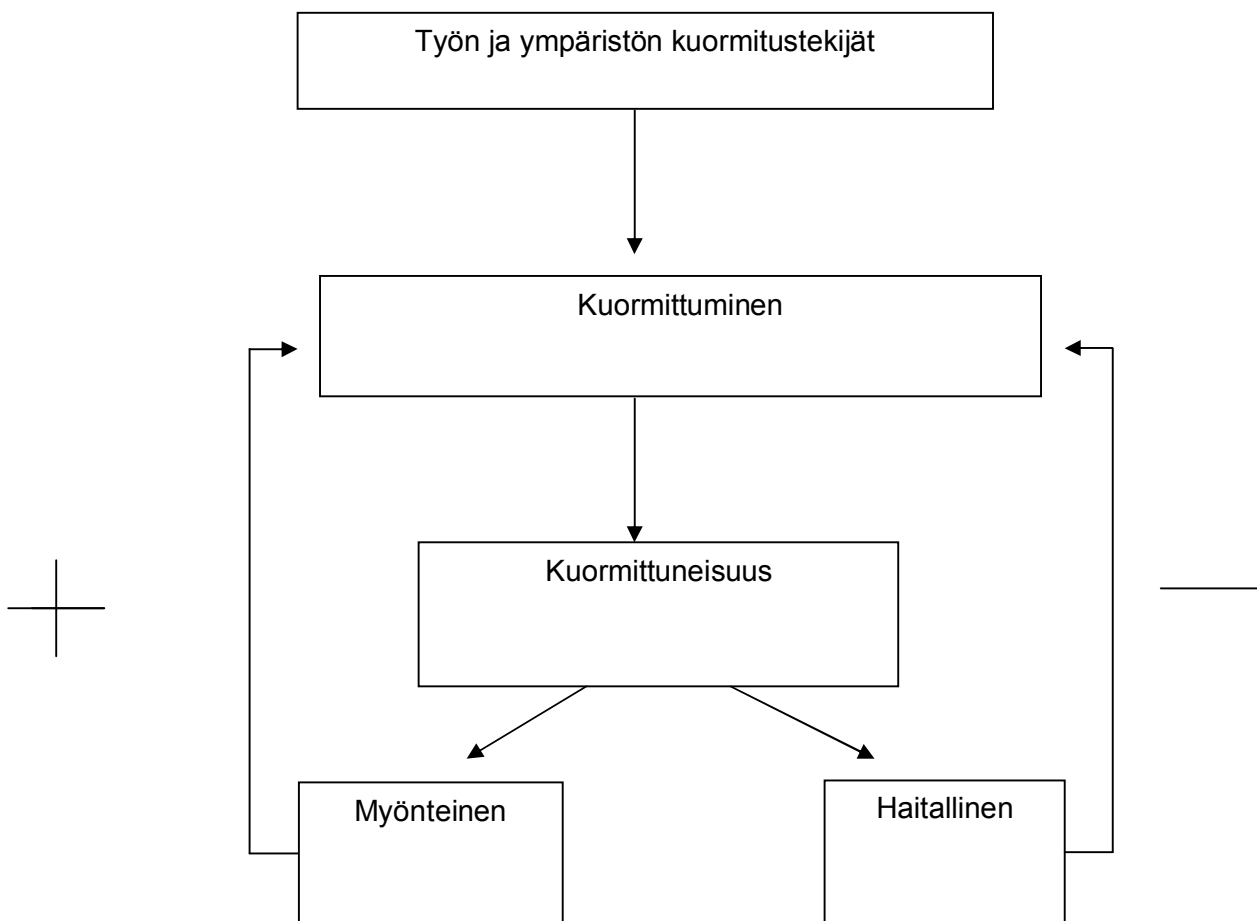 Työn ja ympäristön kuormitustekijät
Kuormittuminen
Kuormittuneisuus
Myönteinen
Haitallinen